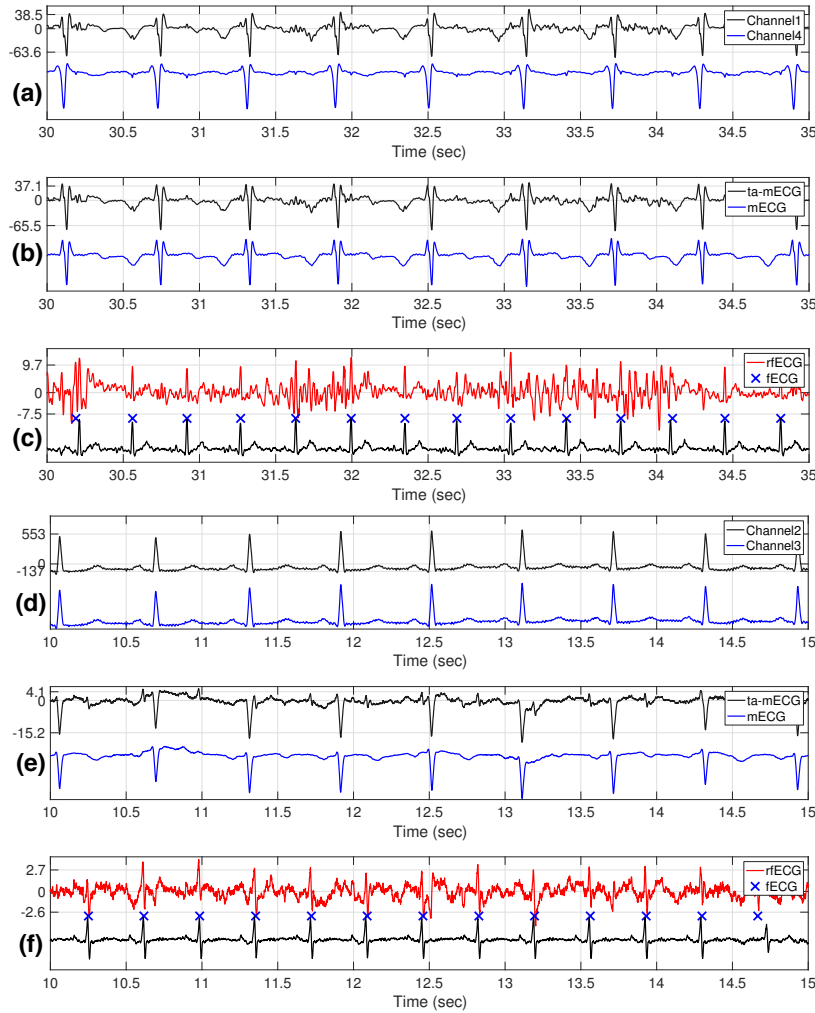 38.5
0
-63.6
Channel1
Channel4
(a)
30 30.5 31 31.5 32 32.5 33 33.5 34 34.5 35
Time (sec)
37.1
0
-65.5
ta-mECG
mECG
(b)
30 30.5 31 31.5 32 32.5 33 33.5 34 34.5 35
Time (sec)
9.7
0
-7.5
rfECG
fECG
(c)
30 30.5 31 31.5 32 32.5 33 33.5 34 34.5 35
Time (sec)
553
0
-137
Channel2
Channel3
(d)
10 10.5 11 11.5 12 12.5 13 13.5 14 14.5 15
Time (sec)
4.1
0
-15.2
ta-mECG
mECG
(e)
10 10.5 11 11.5 12 12.5 13 13.5 14 14.5 15
Time (sec)
2.7
0
-2.6
rfECG
fECG
(f)
10 10.5 11 11.5 12 12.5 13 13.5 14 14.5 15
Time (sec)